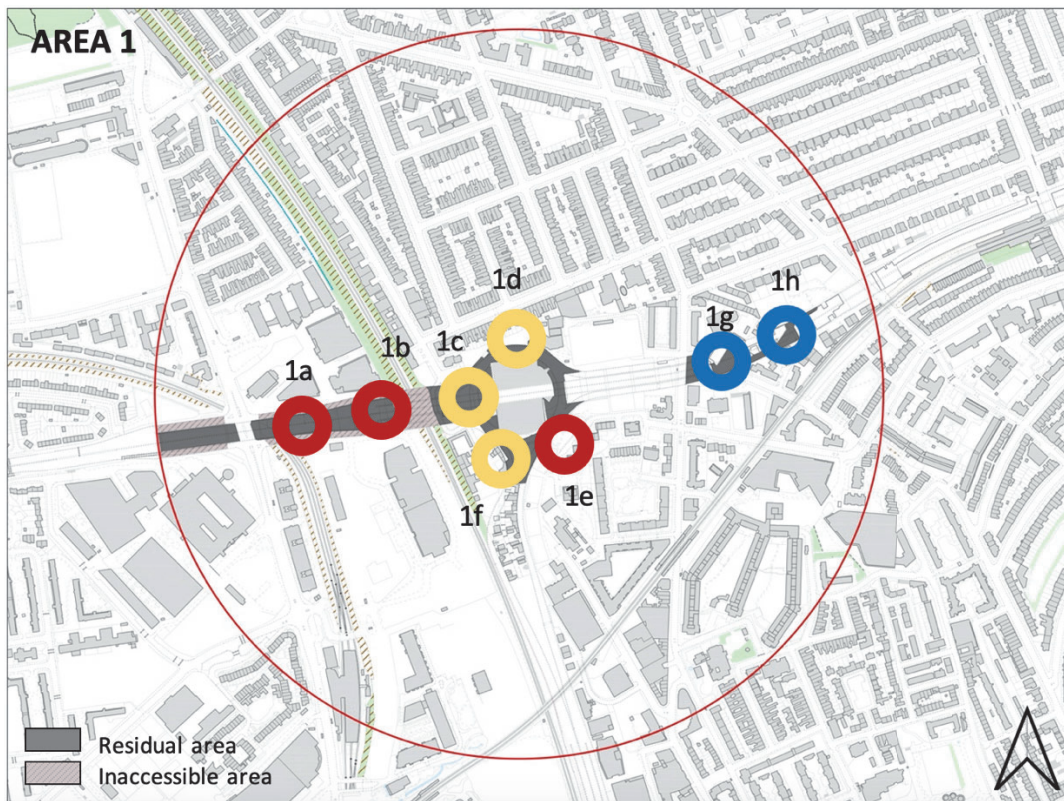 AREA 1
1d
1h
1g
1c
1b
1a
1e
1f
Residual area
Inaccessible area